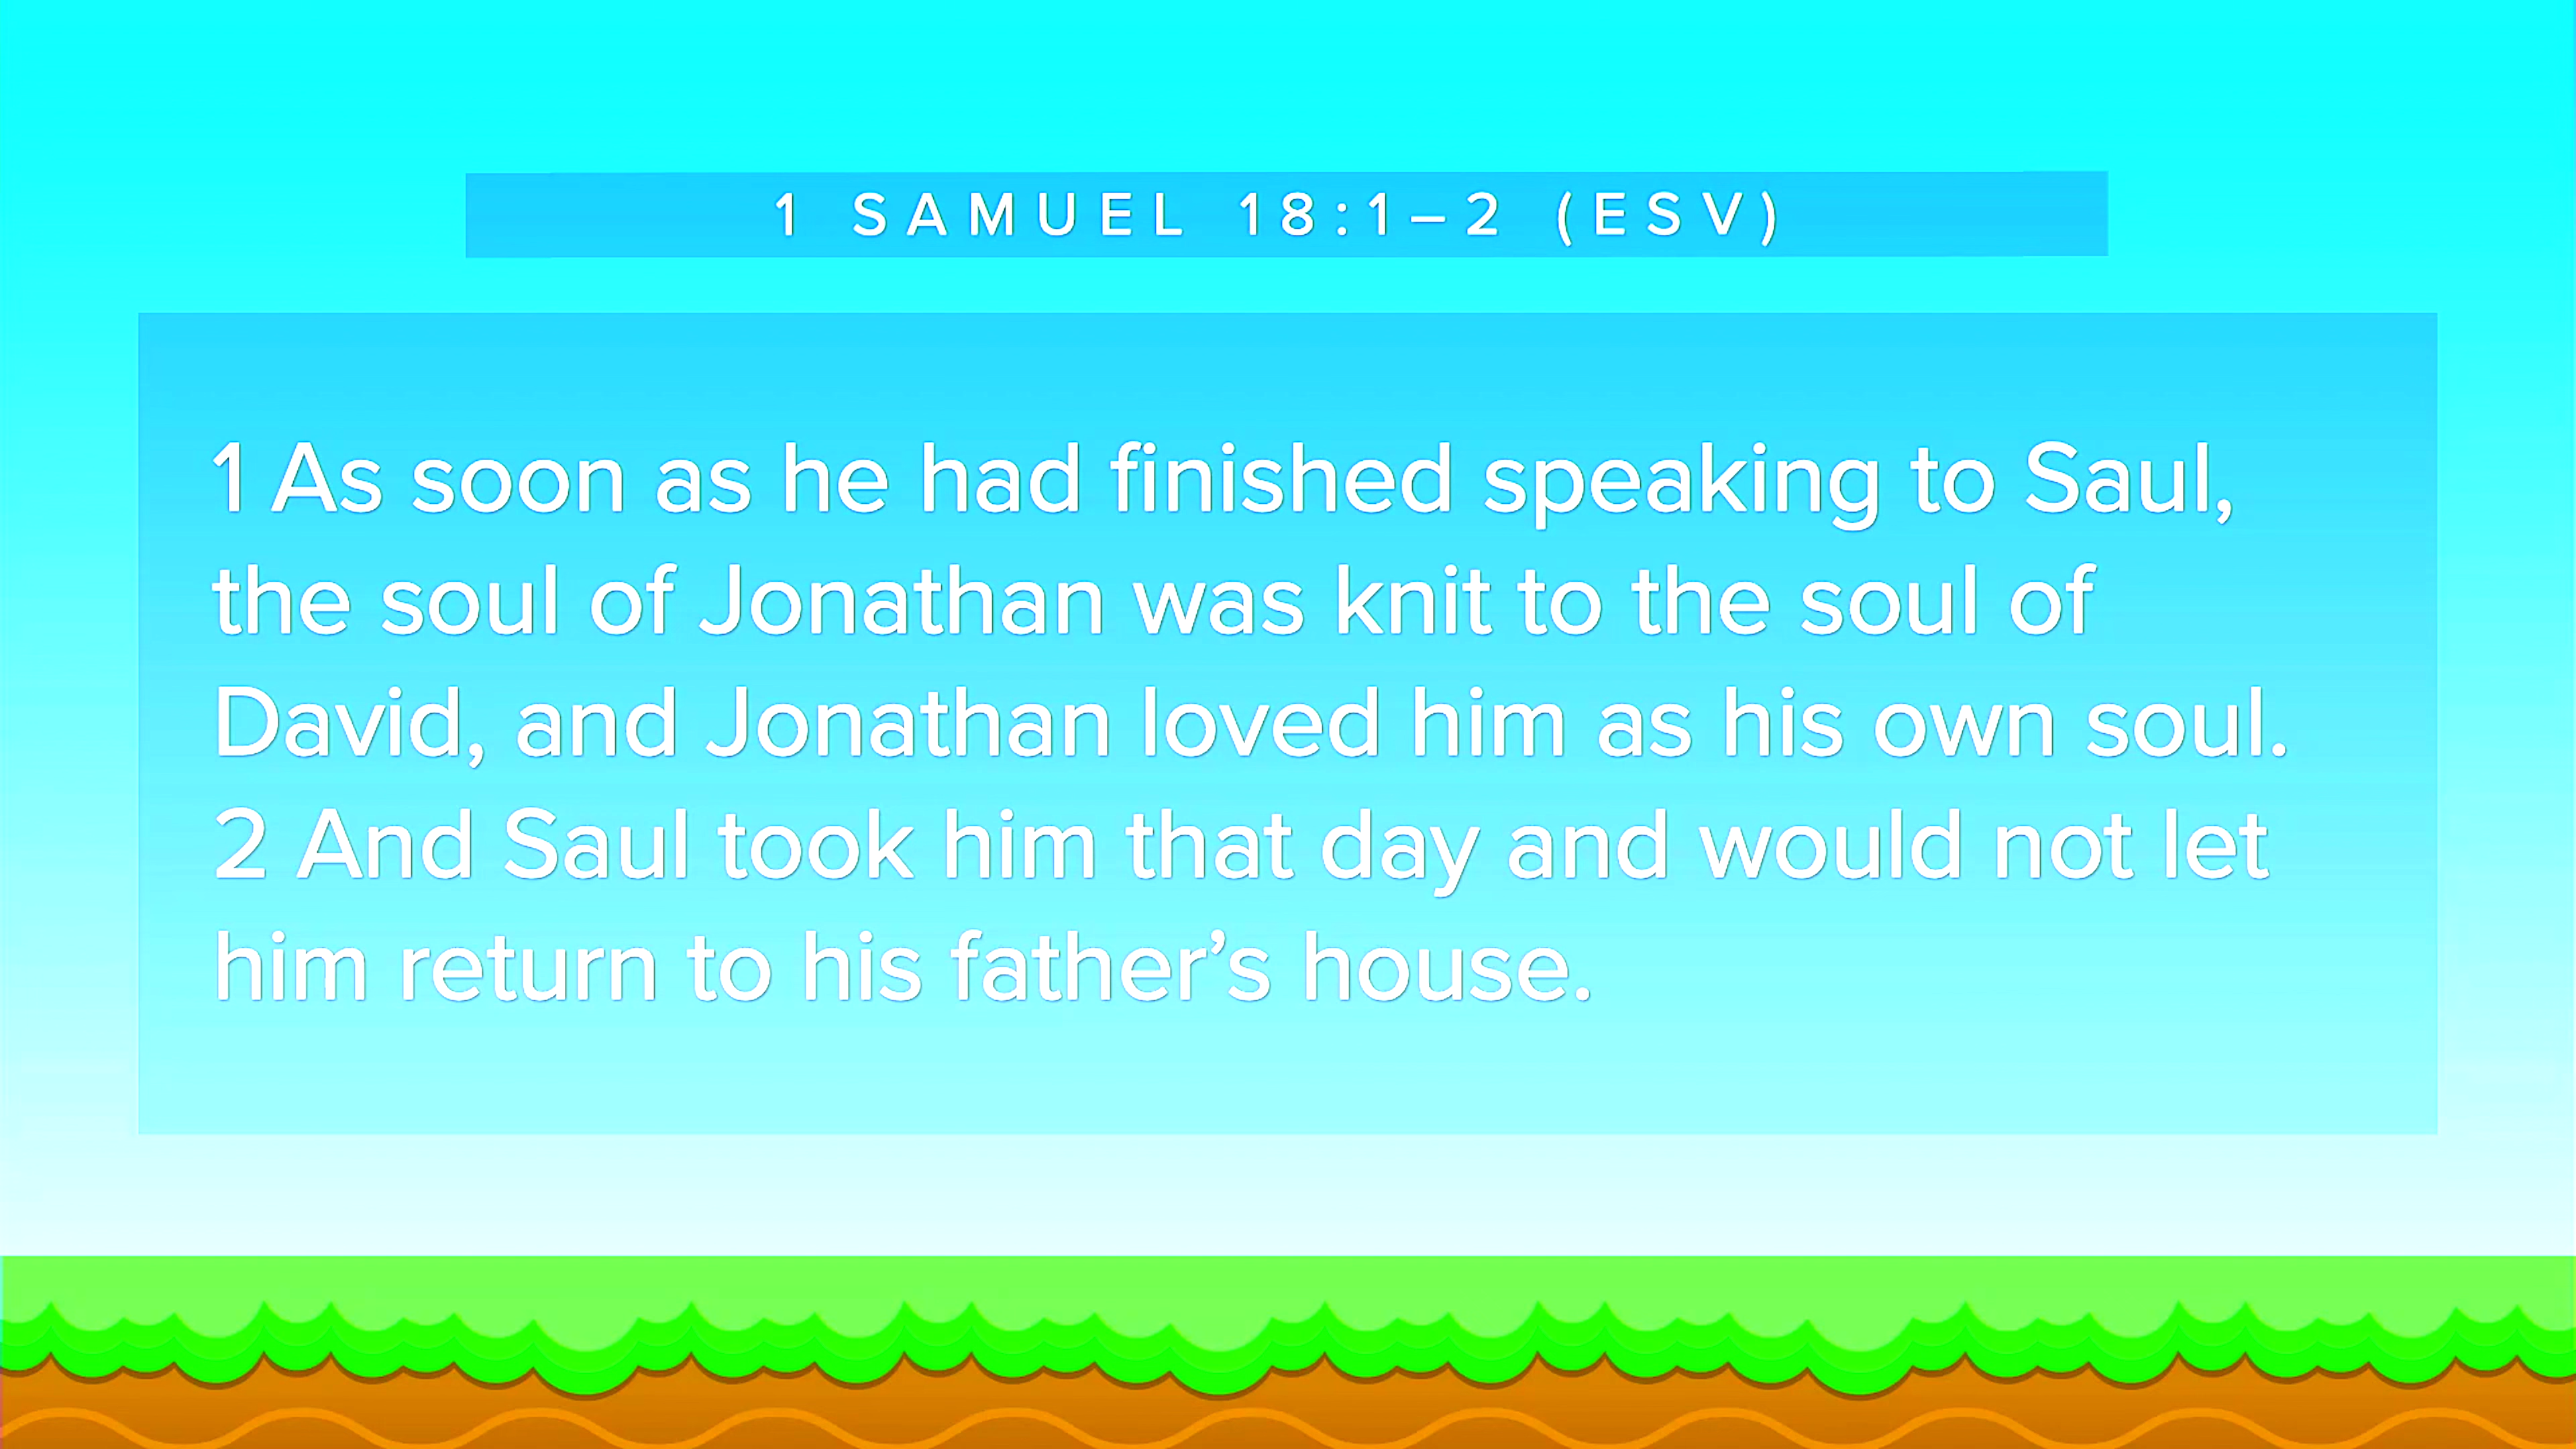 1 SAMUEL 18:1–2 (ESV)
1 As soon as he had finished speaking to Saul,
the soul of Jonathan was knit to the soul of
David, and Jonathan loved him as his own soul.
2 And Saul took him that day and would not let
him return to his father’s house.